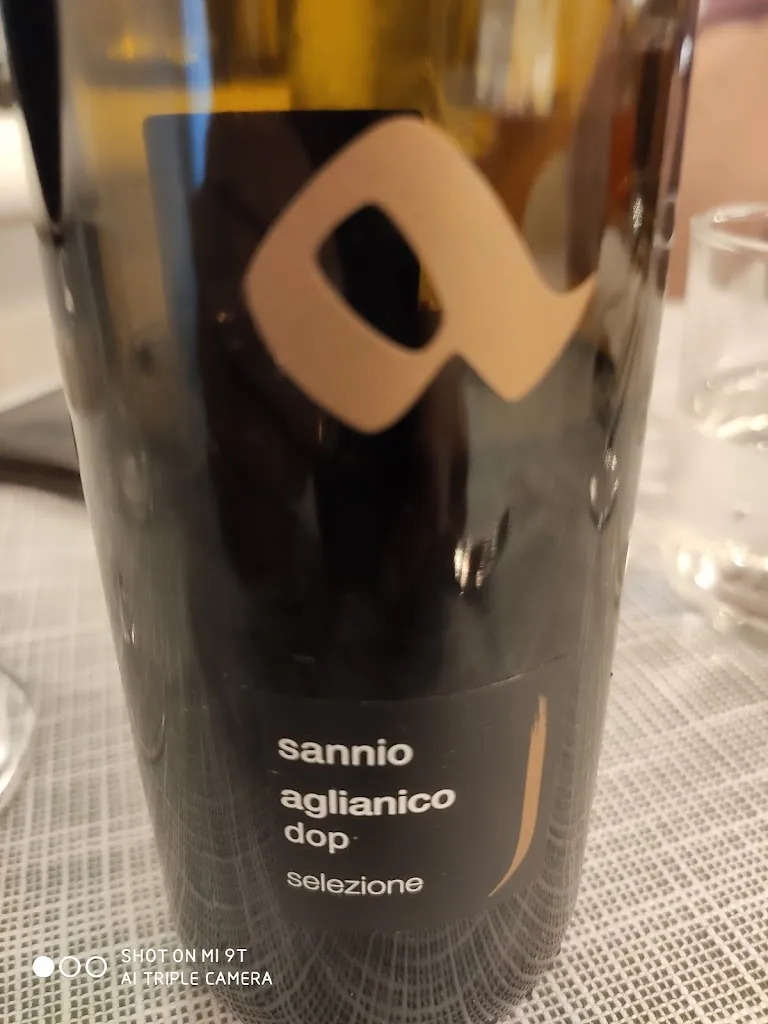 a
sannio
aglianico
dop
selezione
SHOT ON MI 9T
AI TRIPLE CAMERA